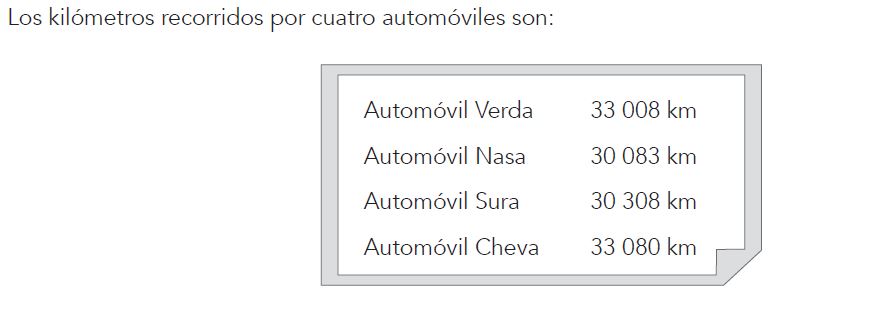 Los kilómetros recorridos por cuatro automóviles son:
Automóvil Verda 33 008 km
Automóvil Nasa 30 083 km
Automóvil Sura 30 308 km
Automóvil Cheva 33 080 km